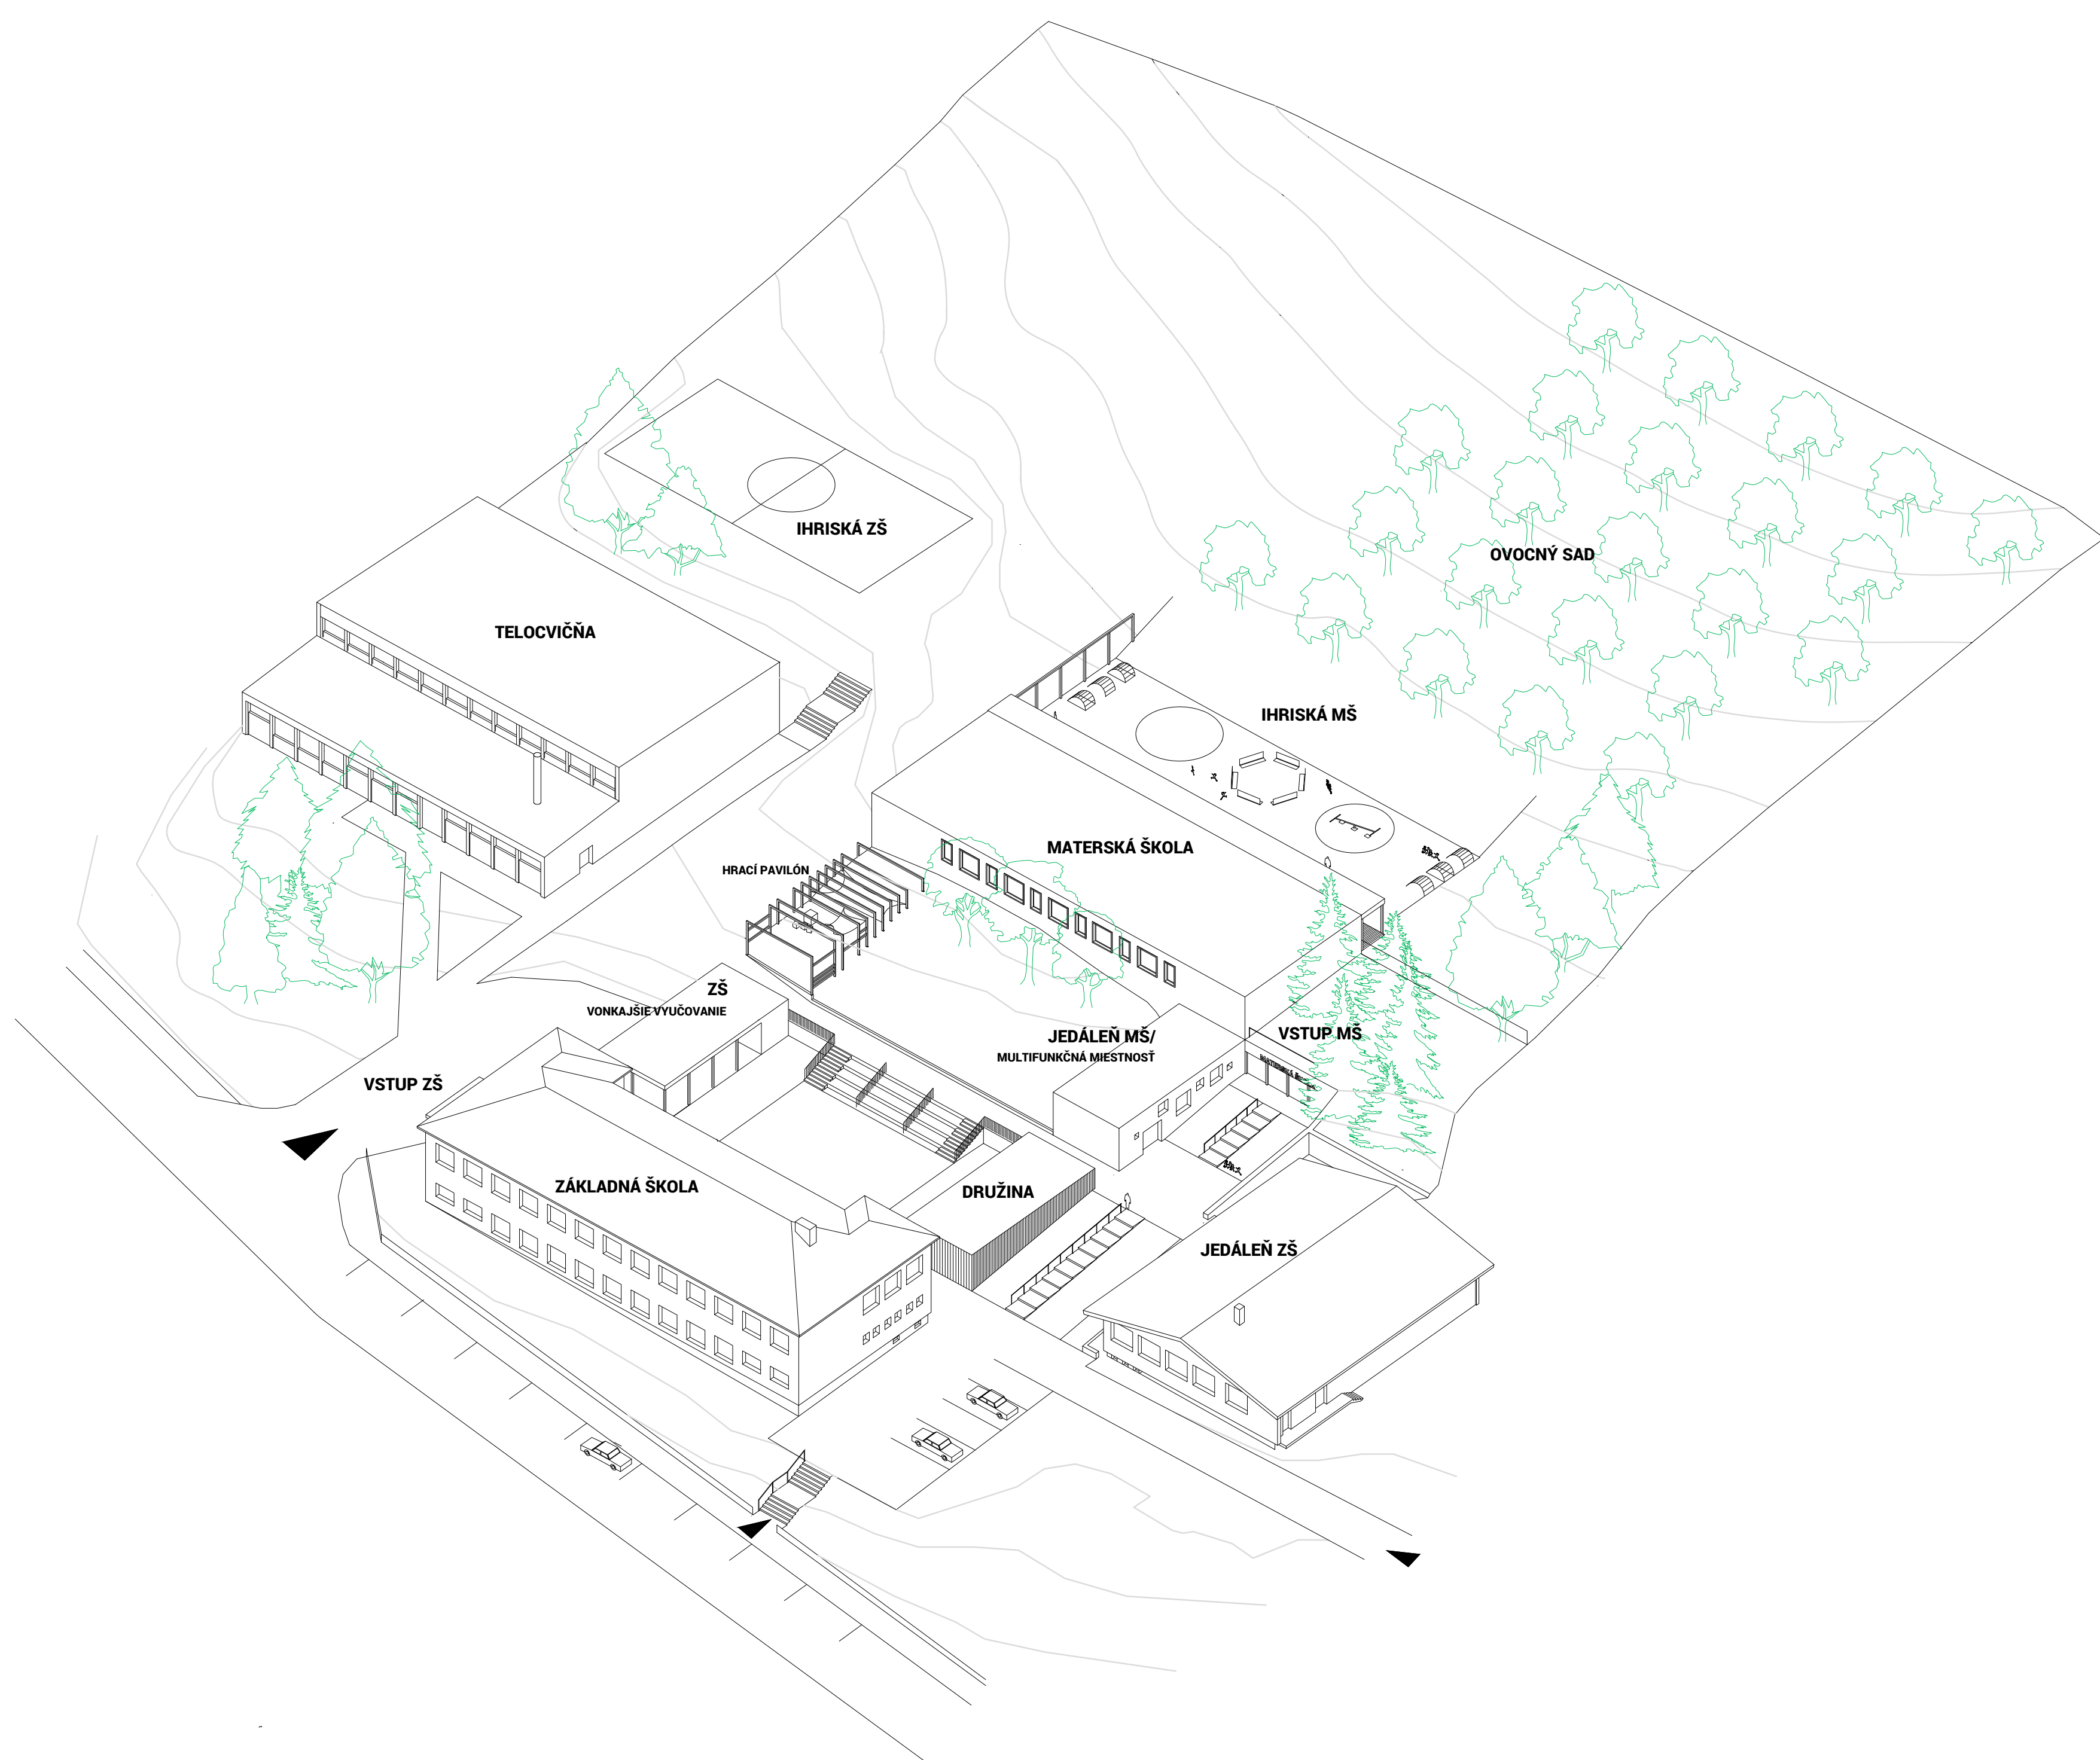 IHRISKÁ ZŠ
OVOCNÝ SAD
TELOCVIČŇA
IHRISKÁ MŠ
MATERSKÁ ŠKOLA
HRACÍ PAVILÓN
ZŠ
VONKAJŠIE VYUČOVANIE
JEDÁLEŇ MŠ/
MULTIFUNKČNÁ MIESTNOSŤ
VSTUP MŠ
VSTUP ZŠ
ZÁKLADNÁ ŠKOLA
DRUŽINA
JEDÁLEŇ ZŠ